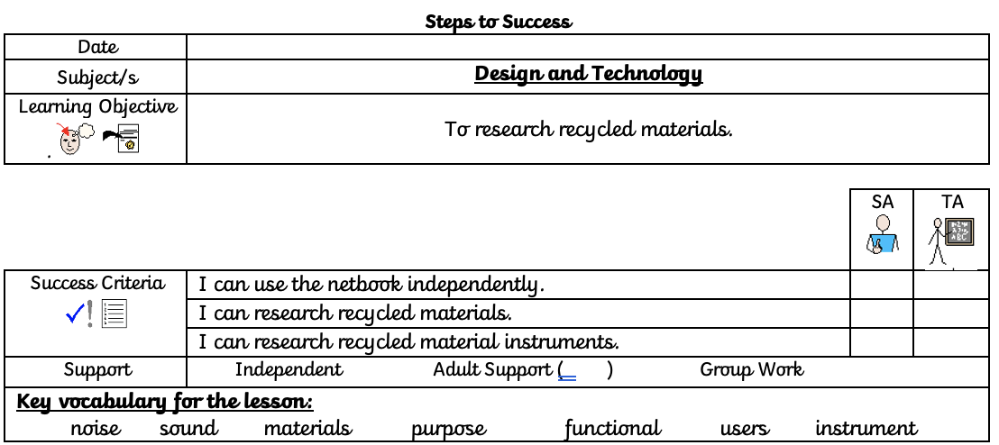 Steps to Success
Date
Subject/s Design and Technology
Learning Objective
To research recycled materials.
.
SA TA
Success Criteria I can use the netbook independently.
I can research recycled materials.
I can research recycled material instruments.
Support Independent Adult Support (__ ) Group Work
Key vocabulary for the lesson:
noise sound materials purpose functional users instrument